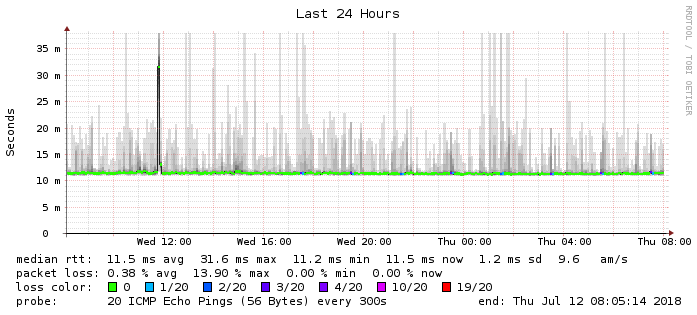 Last 24 Hours
RRDTOOL / TOBI OETIKER
Seconds
35 m
30 m
25 m
20 m
15 m
10 m
5 m
0
Wed 12:00 Wed 16:00 Wed 20:00 Thu 00:00 Thu 04:00 Thu 08:00
median rtt: 11.5 ms avg 31.6 ms max 11.2 ms min 11.5 ms now 1.2 ms sd 9.6 am/s
packet loss: 0.38 % avg 13.90 % max 0.00 % min 0.00 % now
loss color: 0 1/20 2/20 3/20 4/20 10/20 19/20
probe: 20 ICMP Echo Pings (56 Bytes) every 300s end: Thu Jul 12 08:05:14 2018